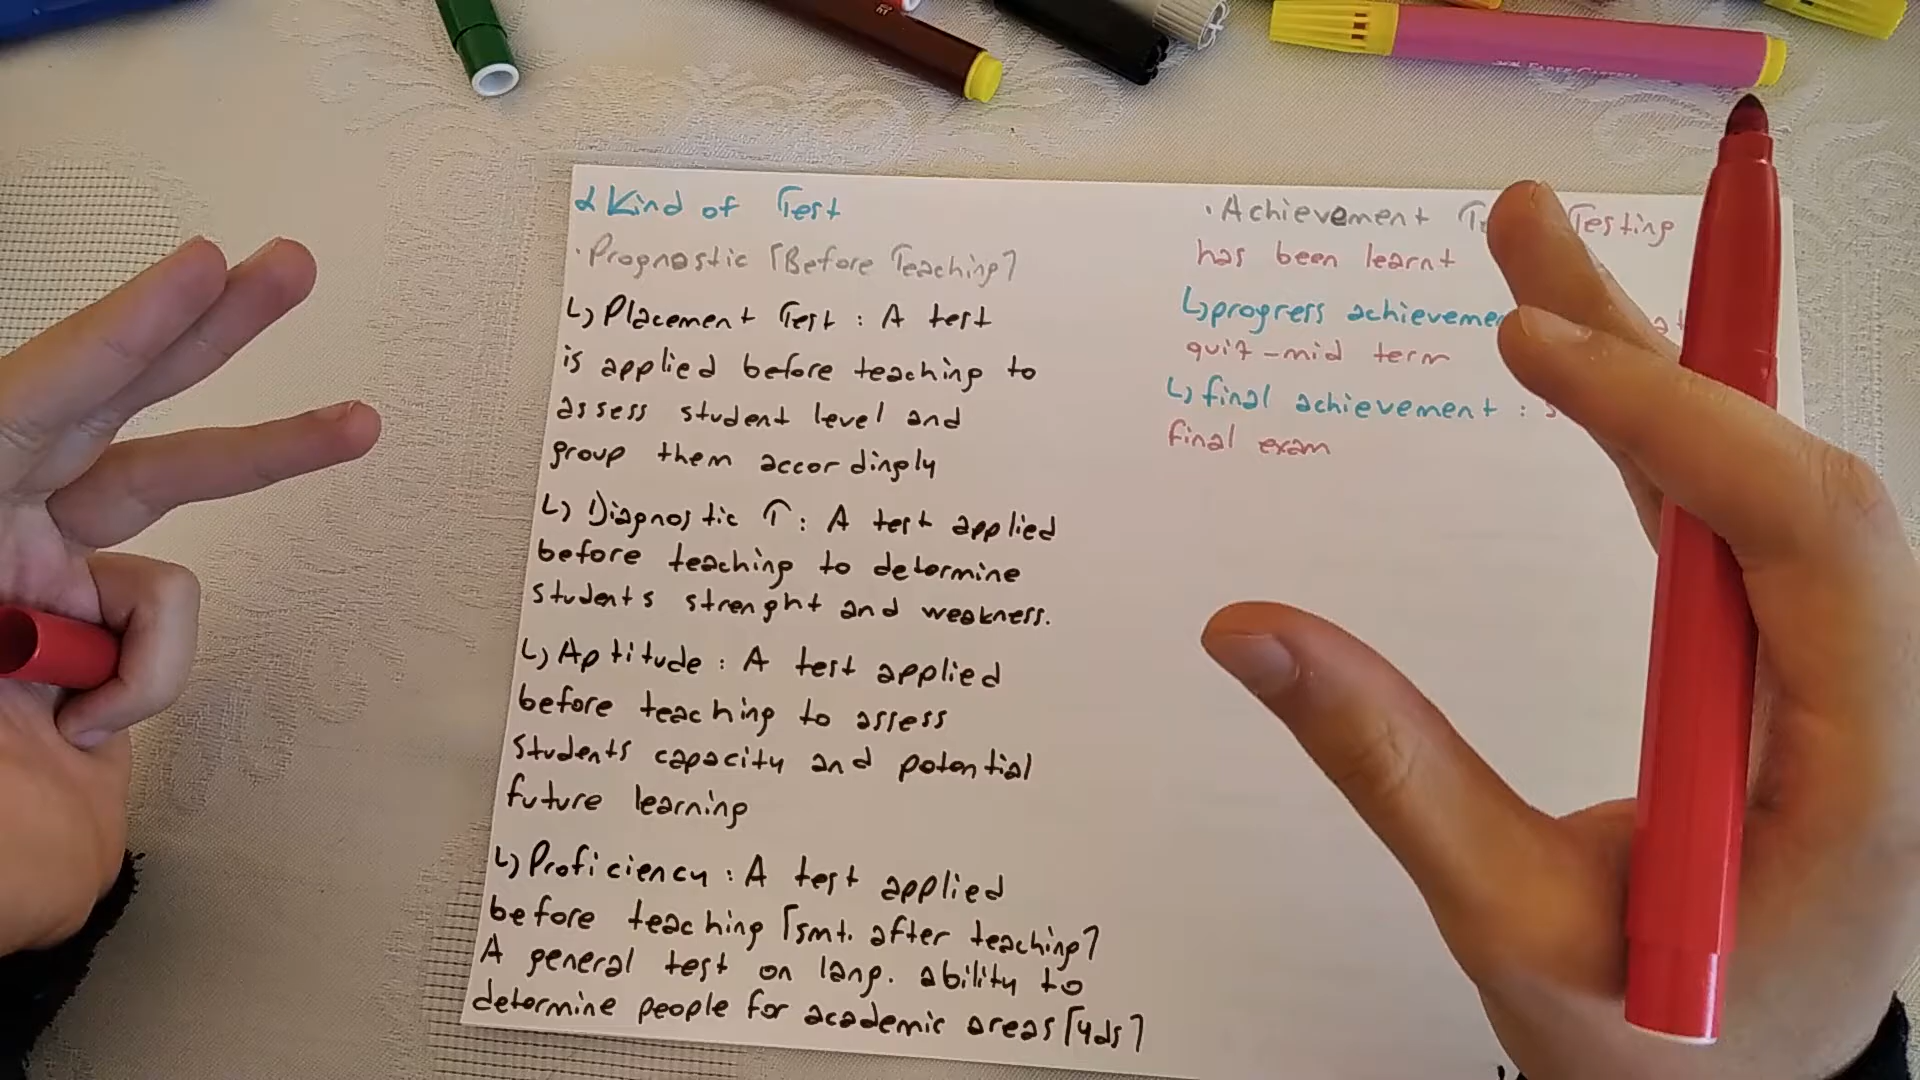 2 Kind of Test
· Prognostic [Before Teaching]
↳ Placement Test : A test
is applied before teaching to
assess student level and
group them accordingly
↳ Diagnostic T : A test applied
before teaching to determine
students strenght and weakness.
↳ Aptitude : A test applied
before teaching to assess
students capacity and potential
future learning
↳ Proficiency : A test applied
before teaching [smt. after teaching]
A general test on lang. ability to
determine people for academic areas [yds]
· Achievement Testing
has been learnt
↳ progress achievement
quiz - mid term
↳ final achievement :
final exam